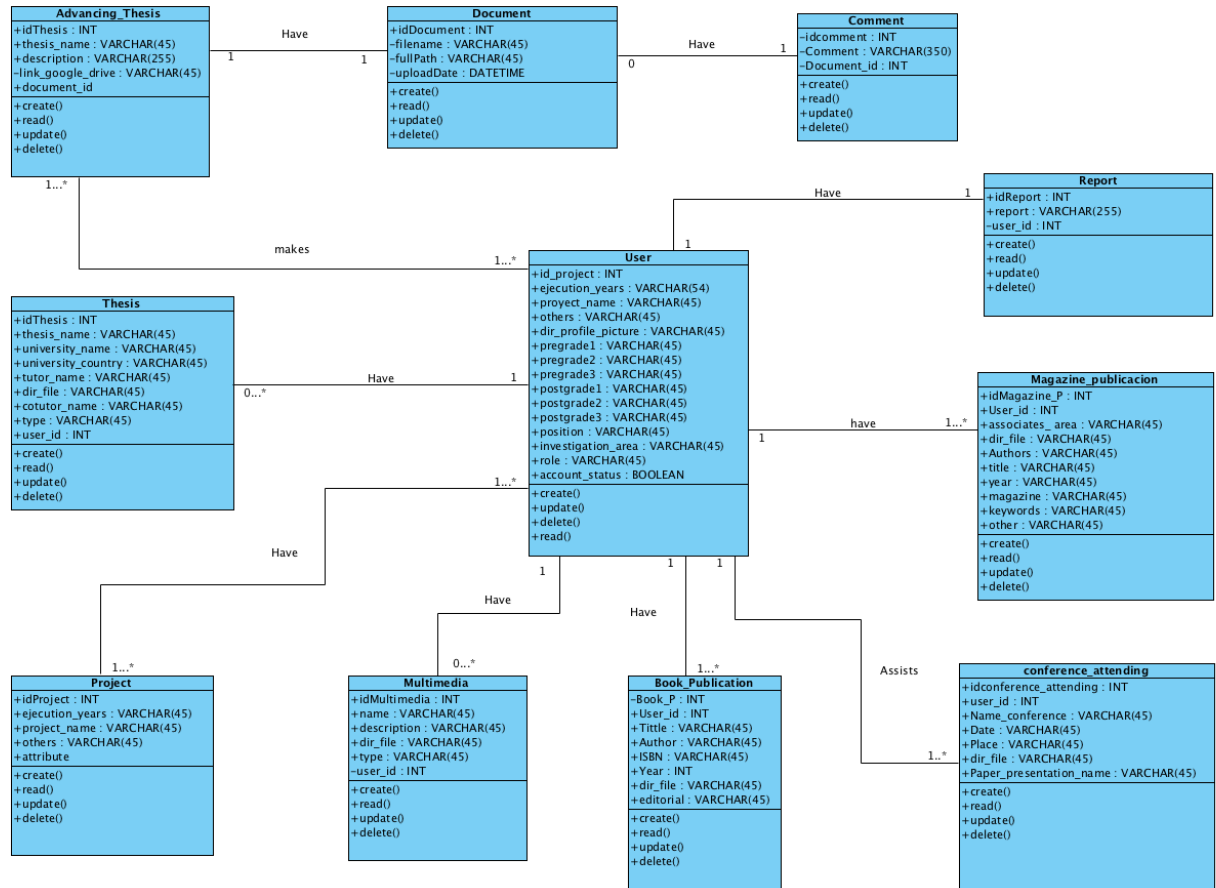 Advancing_Thesis
+idThesis : INT
+thesis_name : VARCHAR(45)
+description : VARCHAR(255)
-link_google_drive : VARCHAR(45)
+document_id
+create()
+read()
+update()
+delete()
Have
1
1
Document
+idDocument : INT
-filename : VARCHAR(45)
-fullPath : VARCHAR(45)
-uploadDate : DATETIME
+create()
+read()
+update()
+delete()
Have
0
1
Comment
-idcomment : INT
-Comment : VARCHAR(350)
-Document_id : INT
+create()
+read()
+update()
+delete()
1...*
makes
1...*
Have
1
1
Report
+idReport : INT
+report : VARCHAR(255)
-user_id : INT
+create()
+read()
+update()
+delete()
User
+id_project : INT
+ejecution_years : VARCHAR(54)
+proyect_name : VARCHAR(45)
+others : VARCHAR(45)
+dir_profile_picture : VARCHAR(45)
+pregrade1 : VARCHAR(45)
+pregrade2 : VARCHAR(45)
+pregrade3 : VARCHAR(45)
+postgrade1 : VARCHAR(45)
+postgrade2 : VARCHAR(45)
+postgrade3 : VARCHAR(45)
+position : VARCHAR(45)
+investigation_area : VARCHAR(45)
+role : VARCHAR(45)
+account_status : BOOLEAN
+create()
+update()
+delete()
+read()
Thesis
+idThesis : INT
+thesis_name : VARCHAR(45)
+university_name : VARCHAR(45)
+university_country : VARCHAR(45)
+tutor_name : VARCHAR(45)
+dir_file : VARCHAR(45)
+cotutor_name : VARCHAR(45)
+type : VARCHAR(45)
+user_id : INT
+create()
+read()
+update()
+delete()
Have
0...*
1
Magazine_publicacion
+idMagazine_P : INT
+User_id : INT
+associates_ area : VARCHAR(45)
+dir_file : VARCHAR(45)
+Authors : VARCHAR(45)
+title : VARCHAR(45)
+year : VARCHAR(45)
+magazine : VARCHAR(45)
+keywords : VARCHAR(45)
+other : VARCHAR(45)
+create()
+read()
+update()
+delete()
have
1
1...*
1...*
Have
1...*
Project
+idProject : INT
+ejecution_years : VARCHAR(45)
+project_name : VARCHAR(45)
+others : VARCHAR(45)
+attribute
+create()
+read()
+update()
+delete()
1
Have
0...*
Multimedia
+idMultimedia : INT
+name : VARCHAR(45)
+description : VARCHAR(45)
+dir_file : VARCHAR(45)
+type : VARCHAR(45)
-user_id : INT
+create()
+read()
+update()
+delete()
1
Have
1...*
Book_Publication
-Book_P : INT
+User_id : INT
+Tittle : VARCHAR(45)
+Author : VARCHAR(45)
+ISBN : VARCHAR(45)
+Year : INT
+dir_file : VARCHAR(45)
+editorial : VARCHAR(45)
+create()
+read()
+update()
+delete()
1
Assists
1..*
conference_attending
+idconference_attending : INT
+user_id : INT
+Name_conference : VARCHAR(45)
+Date : VARCHAR(45)
+Place : VARCHAR(45)
+dir_file : VARCHAR(45)
+Paper_presentation_name : VARCHAR(45)
+create()
+read()
+update()
+delete()